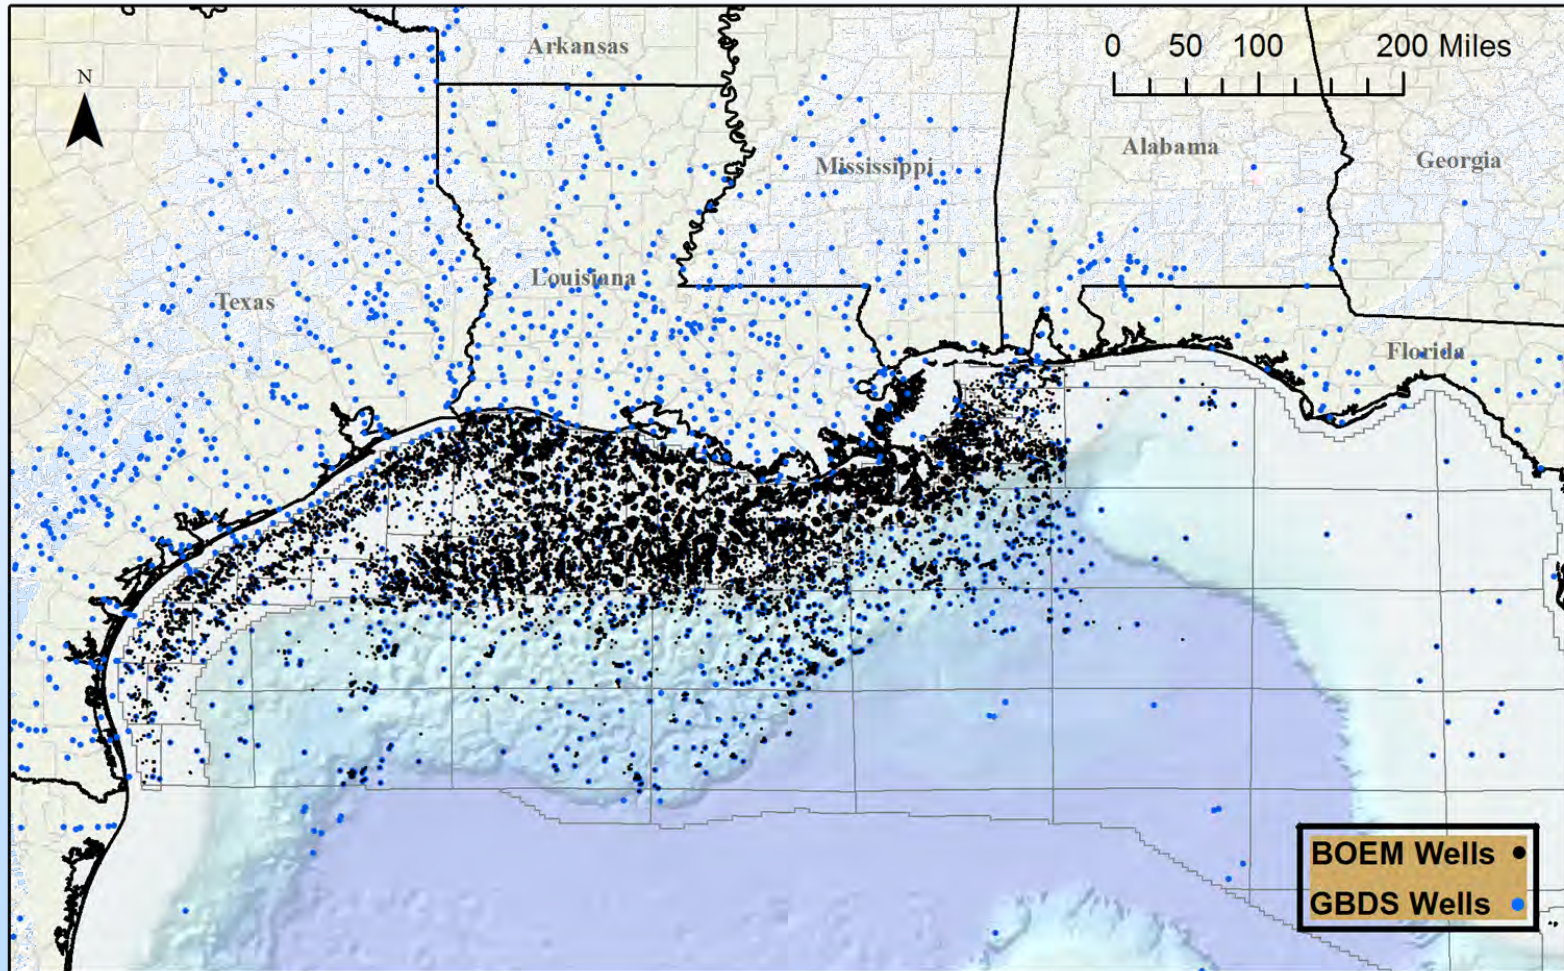 Arkansas
0 50 100 200 Miles
N
Mississippi
Alabama
Georgia
Louisiana
Texas
Florida
BOEM Wells
GBDS Wells